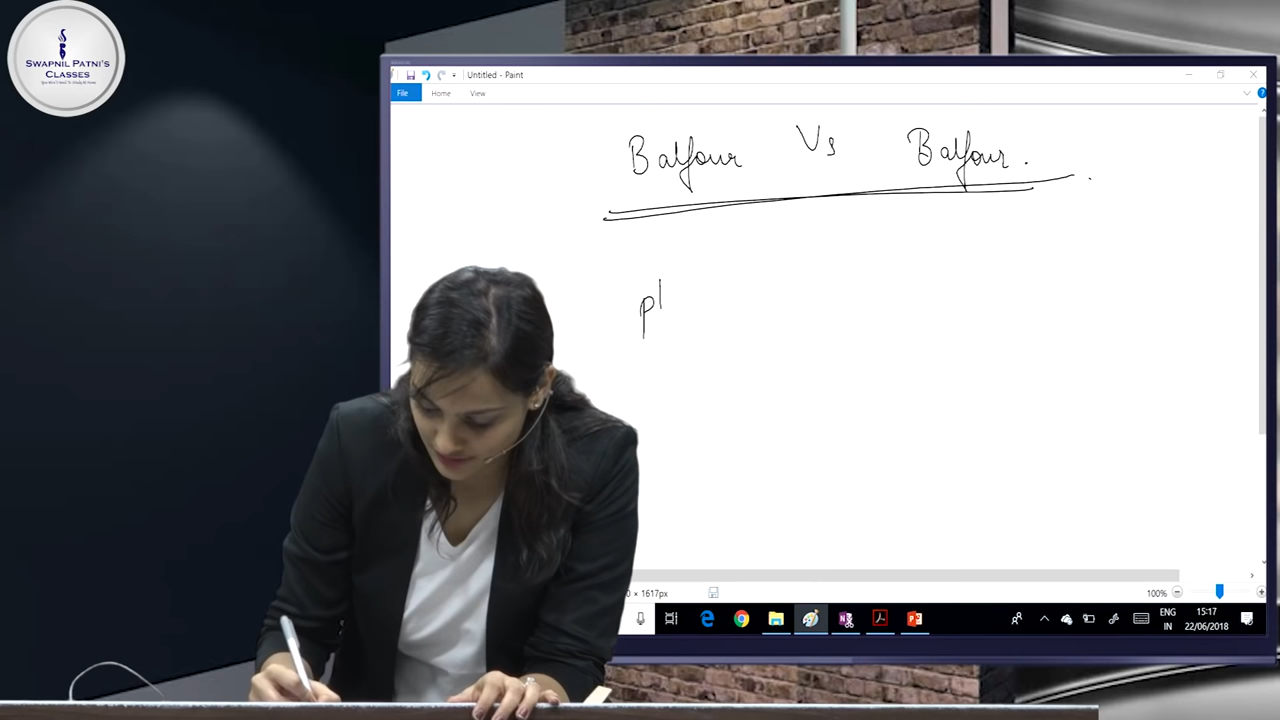 SWAPNIL PATNI'S
CLASSES
Untitled - Paint
File Home View
Balfour Vs Balfour.
pl
0 × 1617px
100%
ENG
IN
15:17
22/06/2018